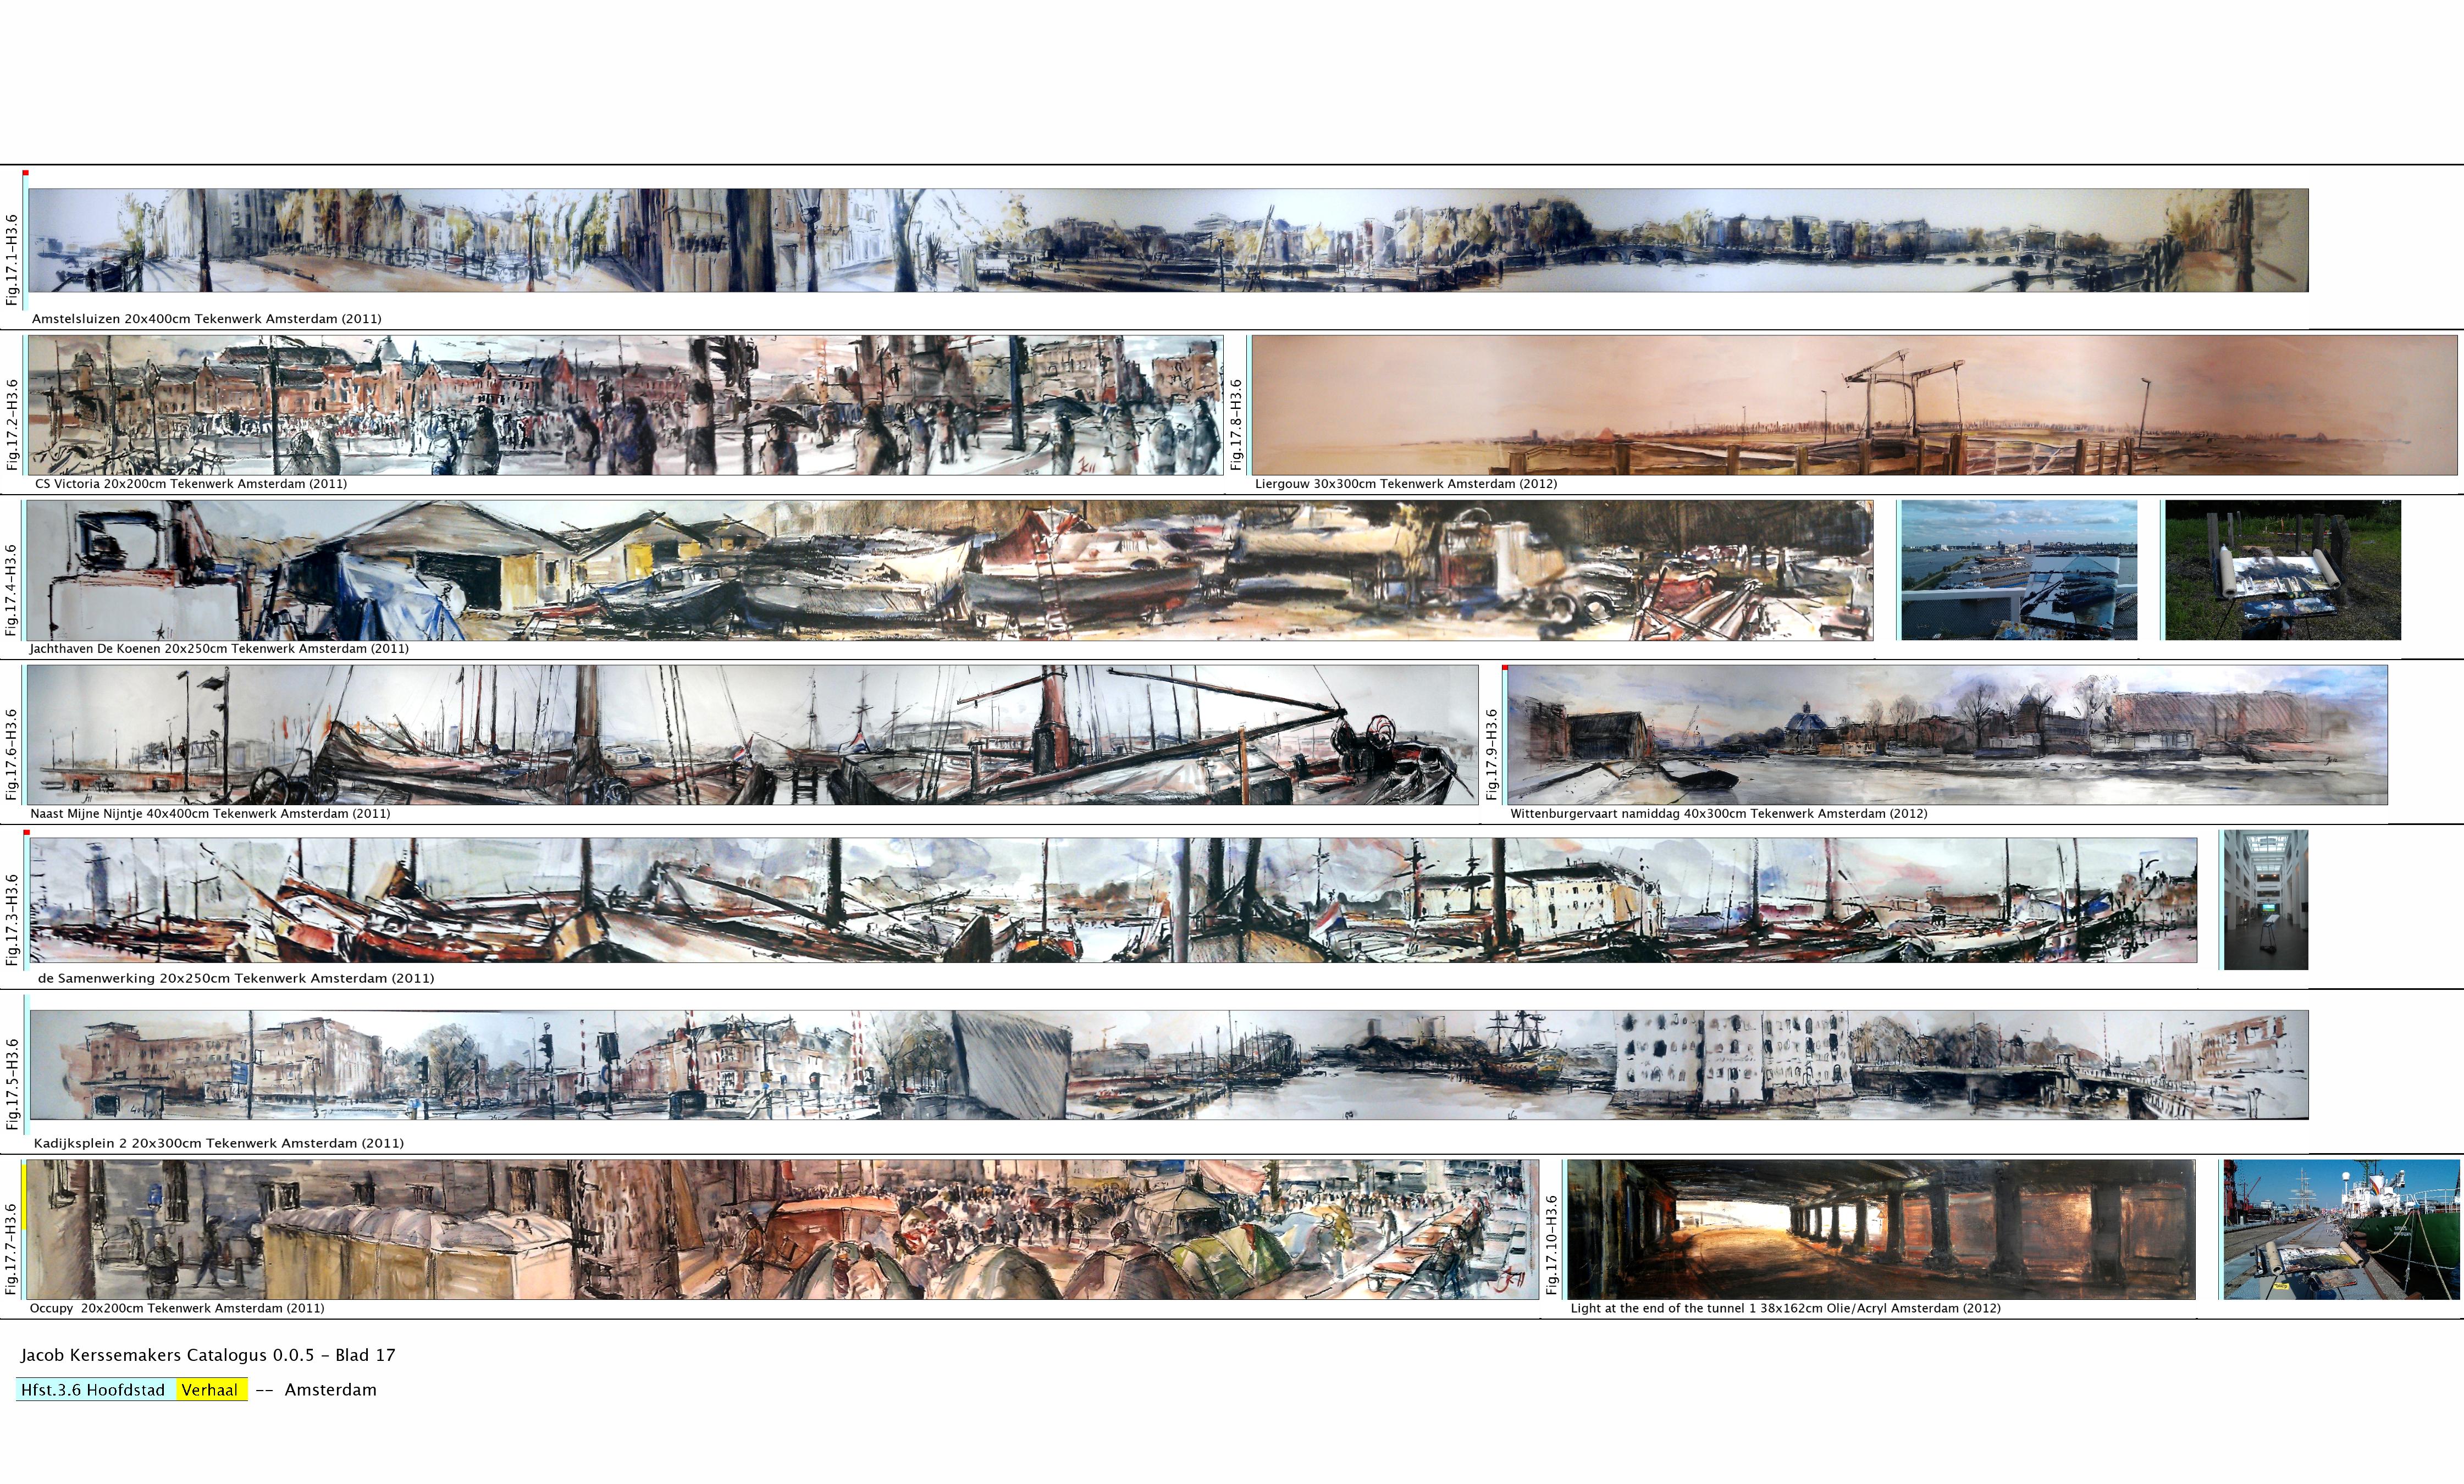 Fig.17.1-H3.6
Amstelsluizen 20x400cm Tekenwerk Amsterdam (2011)
Fig.17.2-H3.6
CS Victoria 20x200cm Tekenwerk Amsterdam (2011)
Fig.17.8-H3.6
Liergouw 30x300cm Tekenwerk Amsterdam (2012)
Fig.17.4-H3.6
Jachthaven De Koenen 20x250cm Tekenwerk Amsterdam (2011)
Fig.17.6-H3.6
Naast Mijne Nijntje 40x400cm Tekenwerk Amsterdam (2011)
Fig.17.9-H3.6
Wittenburgervaart namiddag 40x300cm Tekenwerk Amsterdam (2012)
Fig.17.3-H3.6
de Samenwerking 20x250cm Tekenwerk Amsterdam (2011)
Fig.17.5-H3.6
Kadijksplein 2 20x300cm Tekenwerk Amsterdam (2011)
Fig.17.7-H3.6
Occupy 20x200cm Tekenwerk Amsterdam (2011)
Fig.17.10-H3.6
Light at the end of the tunnel 1 38x162cm Olie/Acryl Amsterdam (2012)
Jacob Kerssemakers Catalogus 0.0.5 - Blad 17
Hfst.3.6 Hoofdstad Verhaal -- Amsterdam